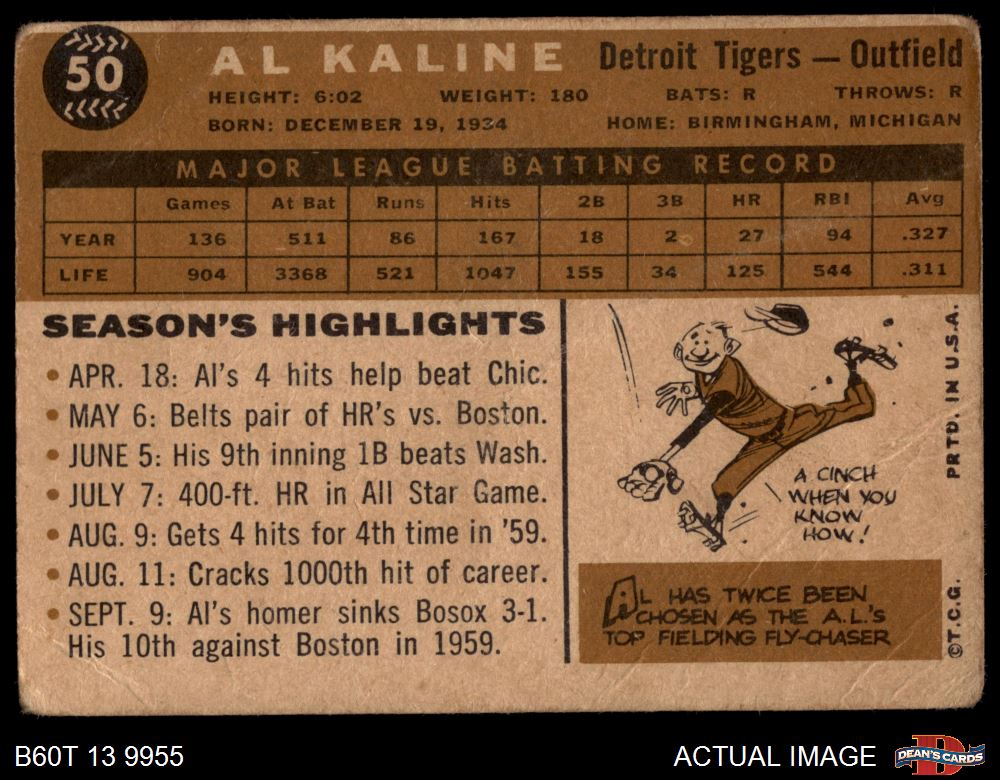 50
AL KALINE Detroit Tigers — Outfield
HEIGHT: 6:02 WEIGHT: 180 BATS: R THROWS: R
BORN: DECEMBER 19, 1934 HOME: BIRMINGHAM, MICHIGAN
MAJOR LEAGUE BATTING RECORD
Games At Bat Runs Hits 2B 3B HR RBI Avg
YEAR 136 511 86 167 18 2 27 94 .327
LIFE 904 3368 521 1047 155 34 125 544 .311
SEASON'S HIGHLIGHTS
• APR. 18: Al's 4 hits help beat Chic.
• MAY 6: Belts pair of HR's vs. Boston.
• JUNE 5: His 9th inning 1B beats Wash.
• JULY 7: 400-ft. HR in All Star Game.
• AUG. 9: Gets 4 hits for 4th time in '59.
• AUG. 11: Cracks 1000th hit of career.
• SEPT. 9: Al's homer sinks Bosox 3-1.
His 10th against Boston in 1959.
A CINCH
WHEN YOU
KNOW
HOW!
AL HAS TWICE BEEN
CHOSEN AS THE A.L.'S
TOP FIELDING FLY-CHASER
©T.C.G. PRTD. IN U.S.A.
B60T 13 9955 ACTUAL IMAGE
D
DEAN'S CARDS